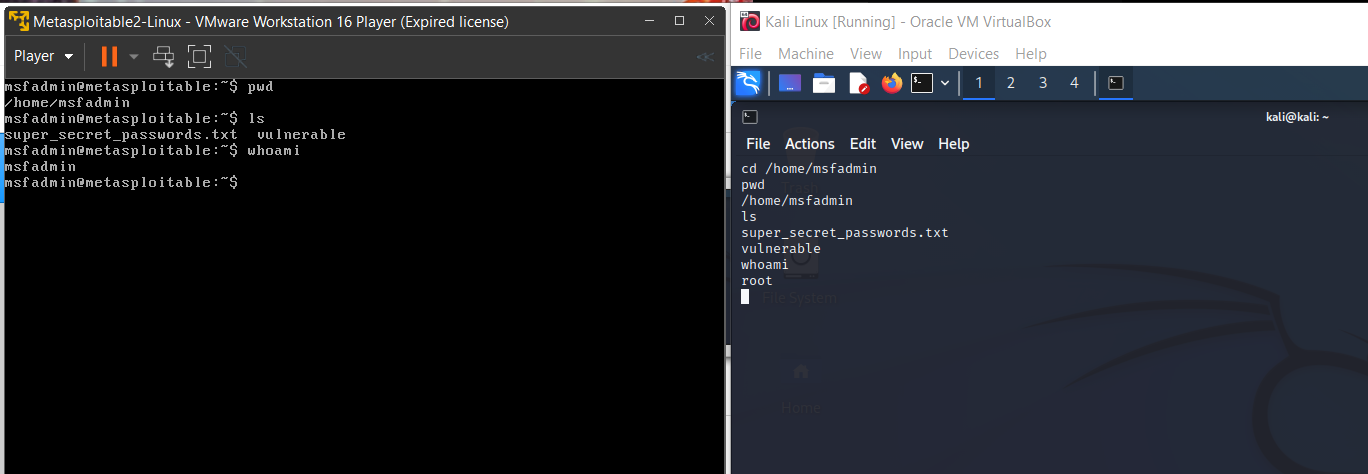 Metasploitable2-Linux - VMware Workstation 16 Player (Expired license)
Player
msfadmin@metasploitable:~$ pwd
/home/msfadmin
msfadmin@metasploitable:~$ ls
super_secret_passwords.txt  vulnerable
msfadmin@metasploitable:~$ whoami
msfadmin
msfadmin@metasploitable:~$
Kali Linux [Running] - Oracle VM VirtualBox
File Machine View Input Devices Help
1 2 3 4
kali@kali: ~
File Actions Edit View Help
cd /home/msfadmin
pwd
/home/msfadmin
ls
super_secret_passwords.txt
vulnerable
whoami
root
File System
Home